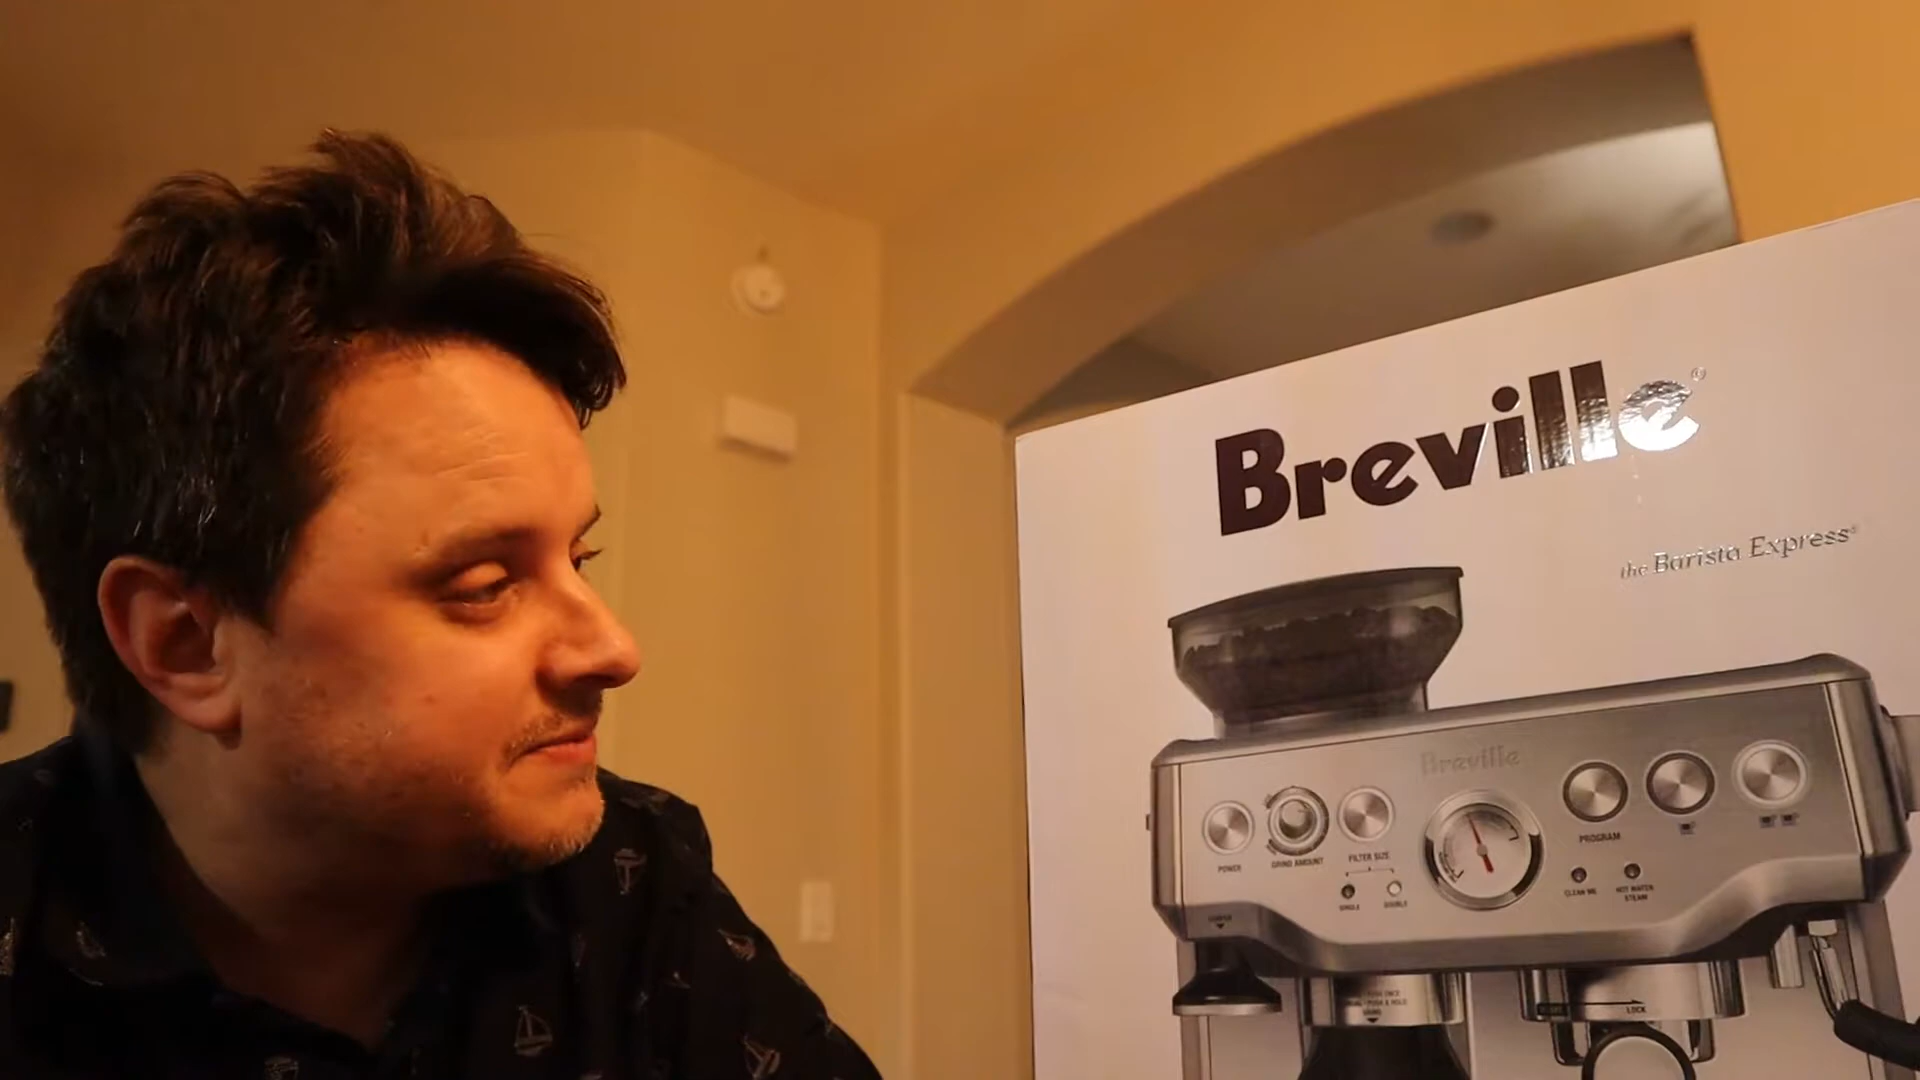 Breville®
the Barista Express®
Breville
POWER
GRIND AMOUNT
FILTER SIZE
PROGRAM
SINGLE
DOUBLE
CLEAN ME
HOT WATER
STEAM
LOCK